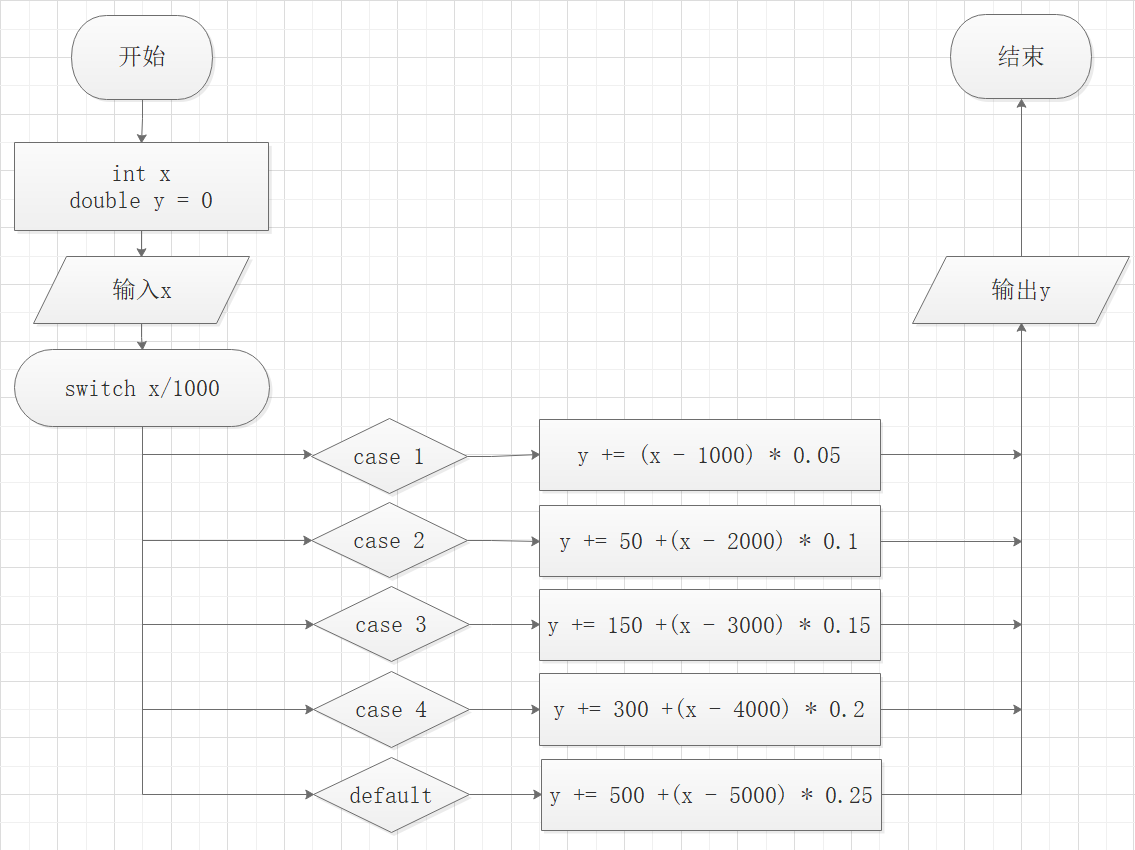 开始
int x
double y = 0
输入x
switch x/1000
case 1
y += (x - 1000) * 0.05
case 2
y += 50 +(x - 2000) * 0.1
case 3
y += 150 +(x - 3000) * 0.15
case 4
y += 300 +(x - 4000) * 0.2
default
y += 500 +(x - 5000) * 0.25
输出y
结束